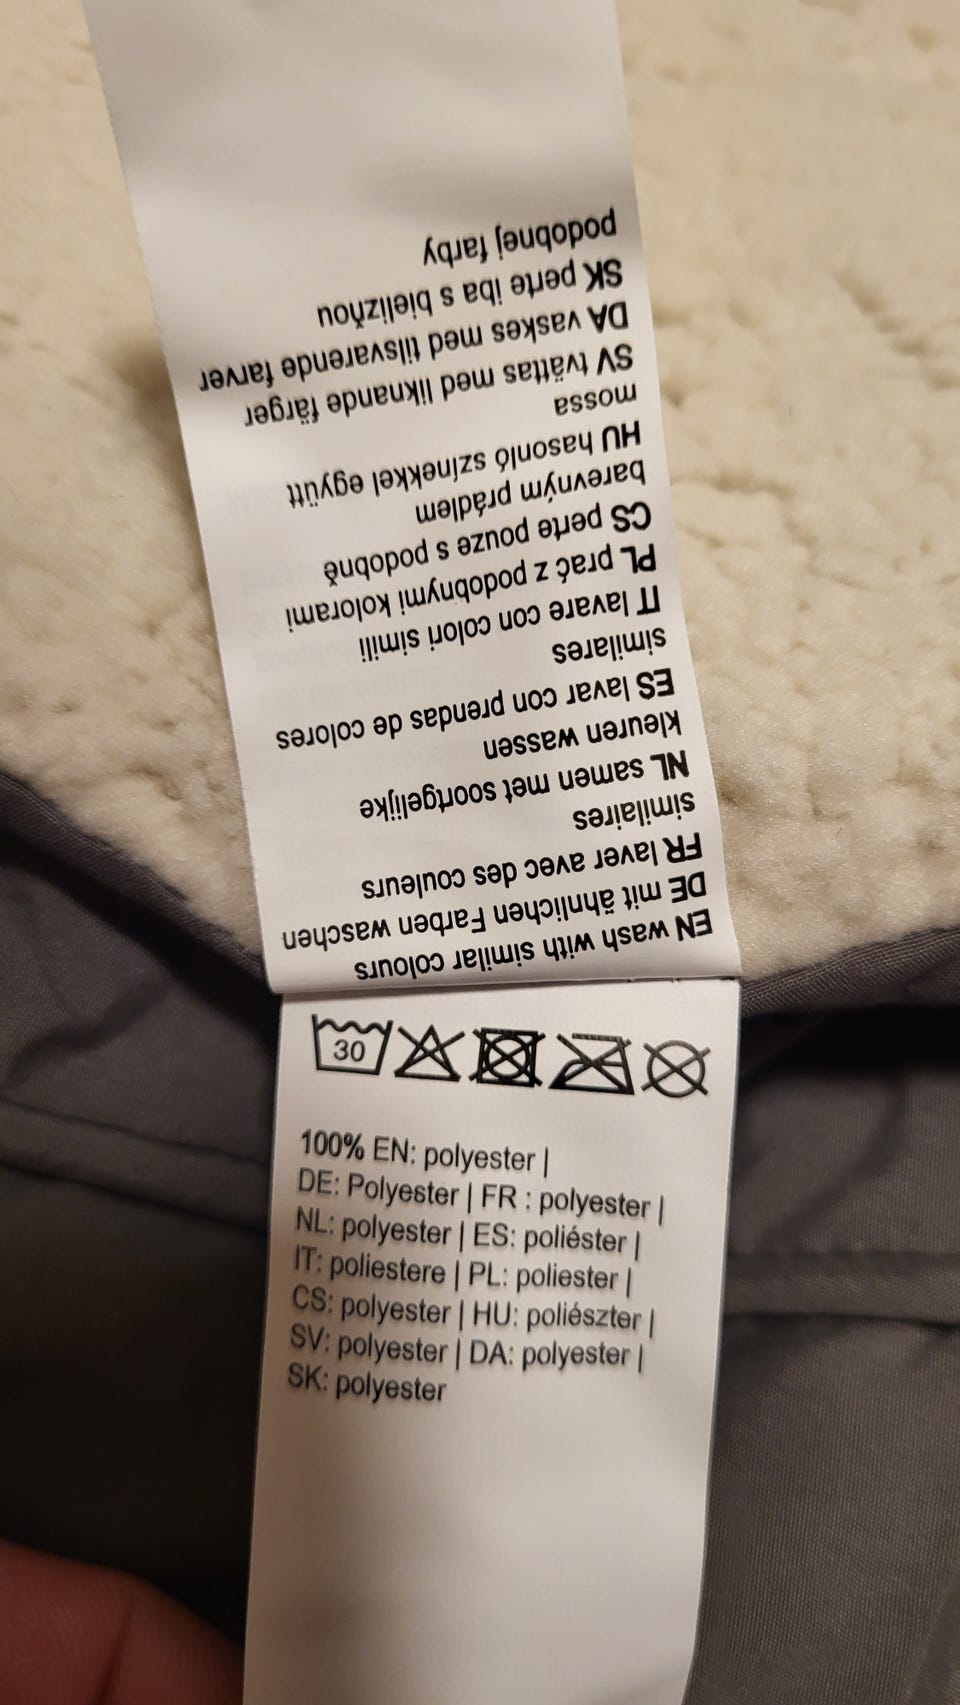 EN wash with similar colours
DE mit ähnlichen Farben waschen
FR laver avec des couleurs
similaires
NL samen met soortgelijke
kleuren wassen
ES lavar con prendas de colores
similares
IT lavare con colori simili
PL prać z podobnymi kolorami
CS perte pouze s podobně
barevným prádlem
HU hasonló színekkel együtt
mossa
SV tvättas med liknande färger
DA vaskes med tilsvarende farver
SK perte iba s bielizňou
podobnej farby
30
100% EN: polyester |
DE: Polyester | FR : polyester |
NL: polyester | ES: poliéster |
IT: poliestere | PL: poliester |
CS: polyester | HU: poliészter |
SV: polyester | DA: polyester |
SK: polyester